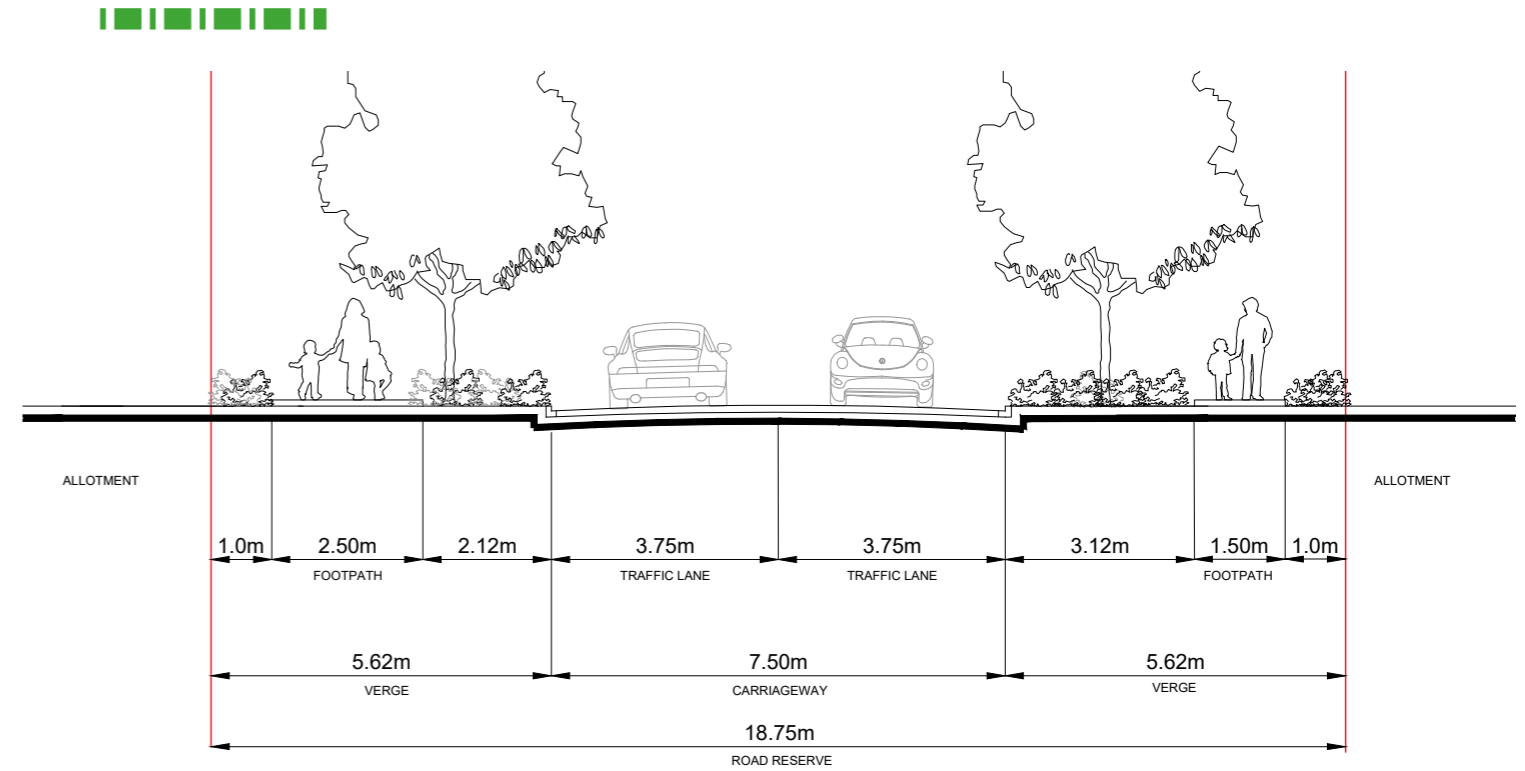 ALLOTMENT
ALLOTMENT
1.0m 2.50m 2.12m 3.75m 3.75m 3.12m 1.50m 1.0m
FOOTPATH TRAFFIC LANE TRAFFIC LANE FOOTPATH
5.62m 7.50m 5.62m
VERGE CARRIAGEWAY VERGE
18.75m
ROAD RESERVE